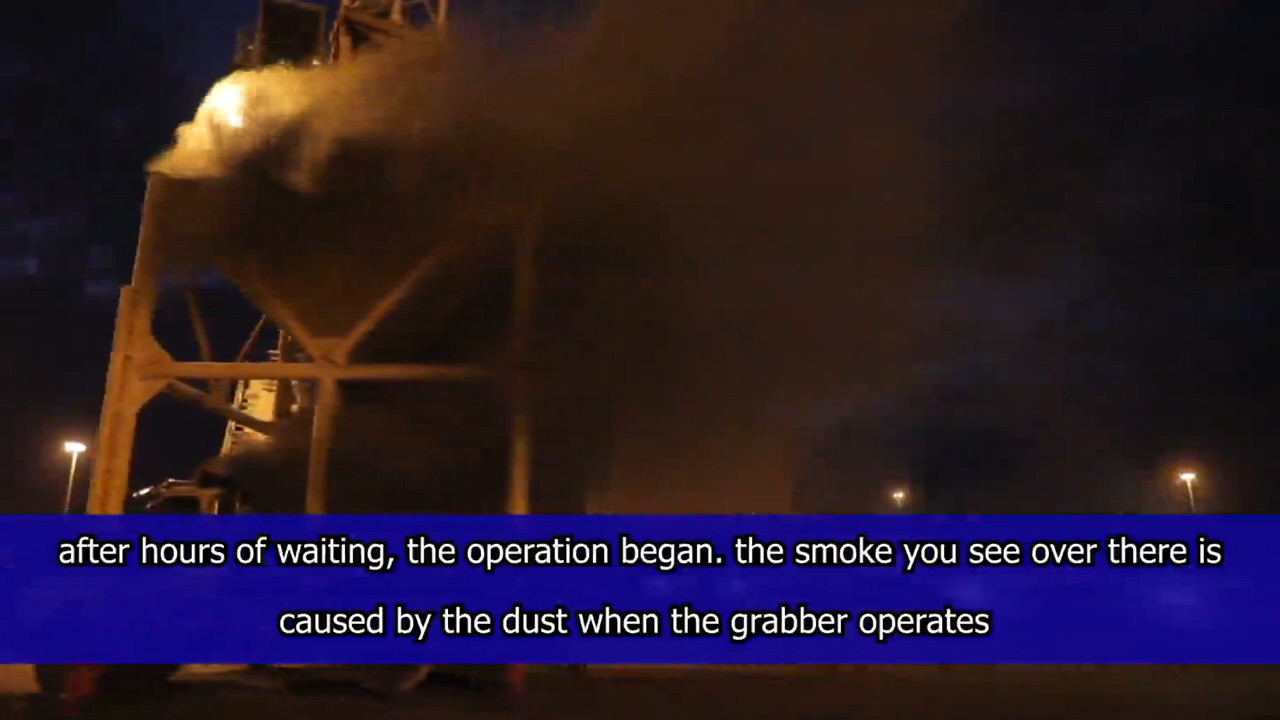 after hours of waiting, the operation began. the smoke you see over there is
caused by the dust when the grabber operates